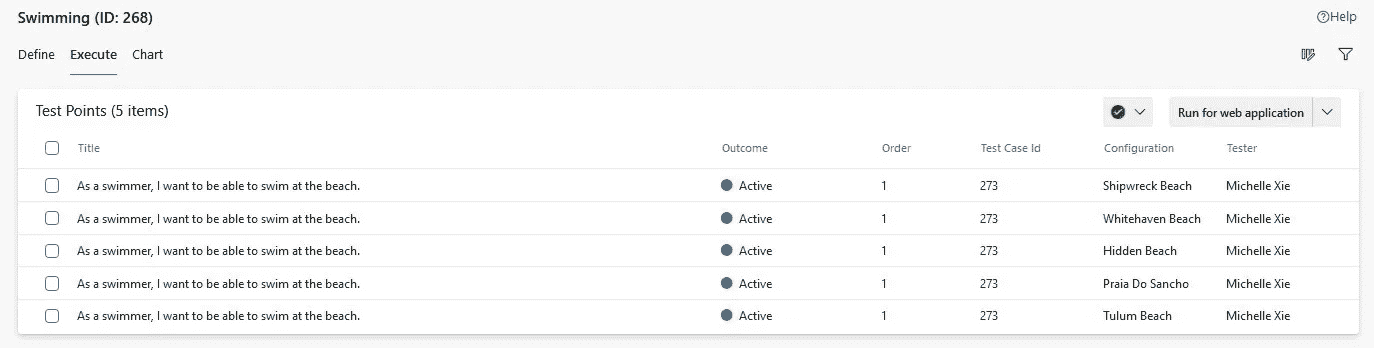 Swimming (ID: 268)
Help
Define Execute Chart
Test Points (5 items)
Run for web application
Title Outcome Order Test Case Id Configuration Tester
As a swimmer, I want to be able to swim at the beach. Active 1 273 Shipwreck Beach Michelle Xie
As a swimmer, I want to be able to swim at the beach. Active 1 273 Whitehaven Beach Michelle Xie
As a swimmer, I want to be able to swim at the beach. Active 1 273 Hidden Beach Michelle Xie
As a swimmer, I want to be able to swim at the beach. Active 1 273 Praia Do Sancho Michelle Xie
As a swimmer, I want to be able to swim at the beach. Active 1 273 Tulum Beach Michelle Xie